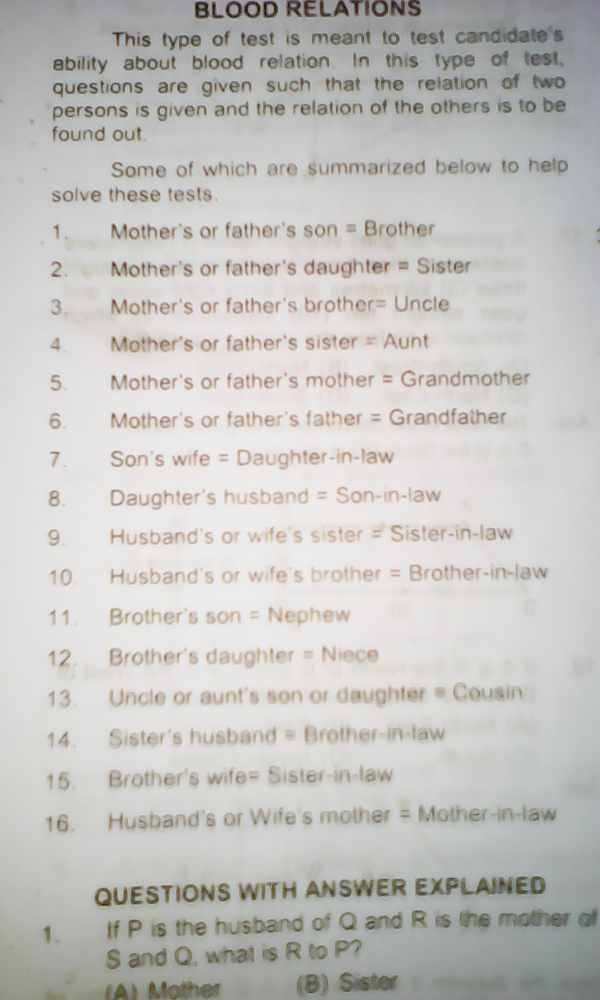 BLOOD RELATIONS
This type of test is meant to test candidate's
ability about blood relation. In this type of test,
questions are given such that the relation of two
persons is given and the relation of the others is to be
found out.
Some of which are summarized below to help
solve these tests.
1. Mother's or father's son = Brother
2. Mother's or father's daughter = Sister
3. Mother's or father's brother= Uncle
4. Mother's or father's sister = Aunt
5. Mother's or father's mother = Grandmother
6. Mother's or father's father = Grandfather
7. Son's wife = Daughter-in-law
8. Daughter's husband = Son-in-law
9. Husband's or wife's sister = Sister-in-law
10. Husband's or wife's brother = Brother-in-law
11. Brother's son = Nephew
12. Brother's daughter = Niece
13. Uncle or aunt's son or daughter = Cousin
14. Sister's husband = Brother-in-law
15. Brother's wife= Sister-in-law
16. Husband's or Wife's mother = Mother-in-law
QUESTIONS WITH ANSWER EXPLAINED
1. If P is the husband of Q and R is the mother of
S and Q, what is R to P?
(A) Mother (B) Sister